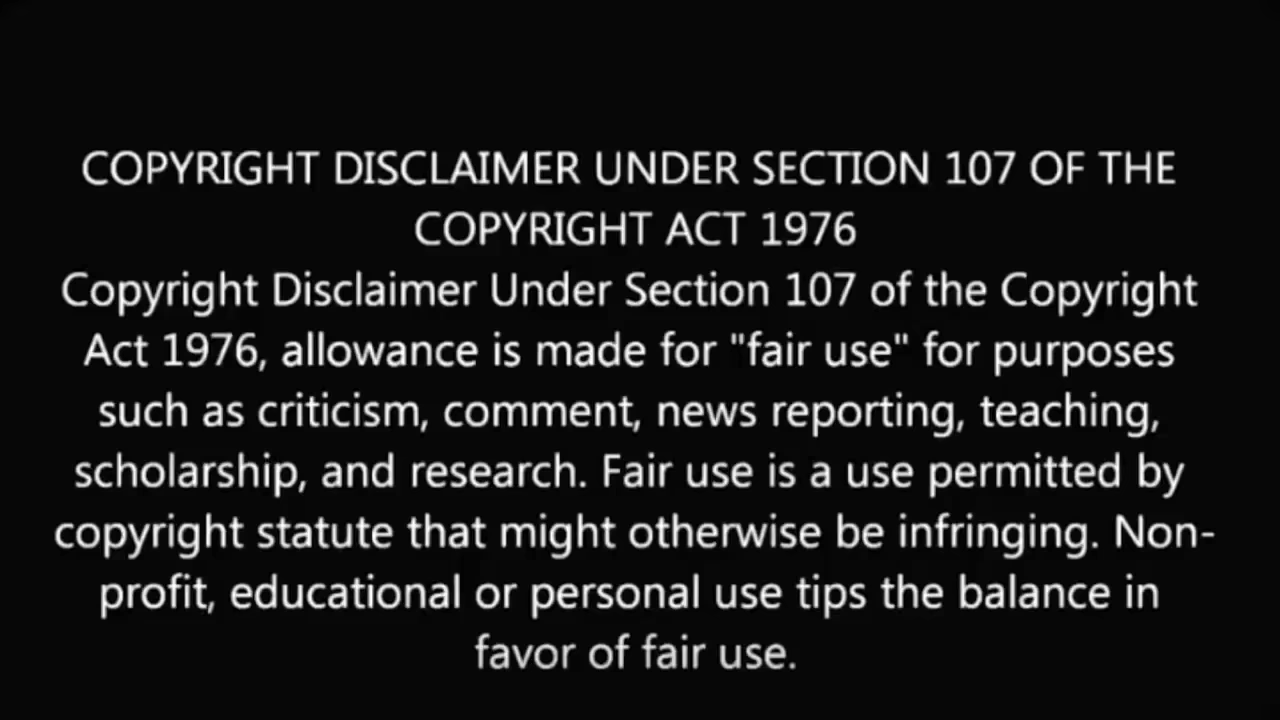 COPYRIGHT DISCLAIMER UNDER SECTION 107 OF THE
COPYRIGHT ACT 1976
Copyright Disclaimer Under Section 107 of the Copyright
Act 1976, allowance is made for "fair use" for purposes
such as criticism, comment, news reporting, teaching,
scholarship, and research. Fair use is a use permitted by
copyright statute that might otherwise be infringing. Non-
profit, educational or personal use tips the balance in
favor of fair use.